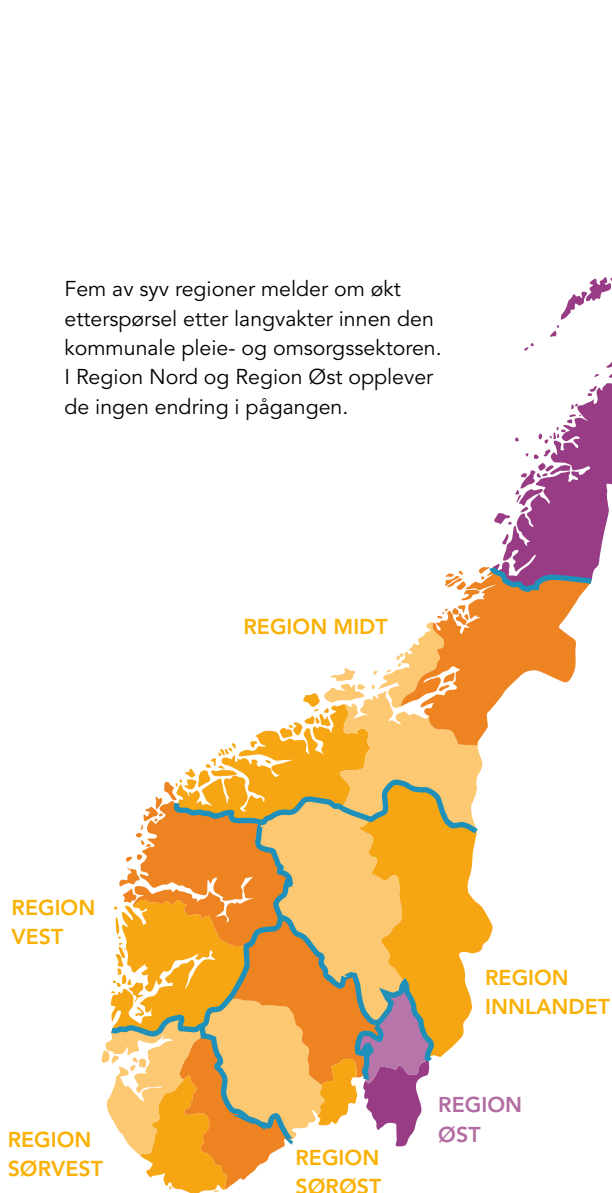 Fem av syv regioner melder om økt
etterspørsel etter langvakter innen den
kommunale pleie- og omsorgssektoren.
I Region Nord og Region Øst opplever
de ingen endring i pågangen.
REGION MIDT
REGION
VEST
REGION
INNLANDET
REGION
ØST
REGION
SØRVEST
REGION
SØRØST